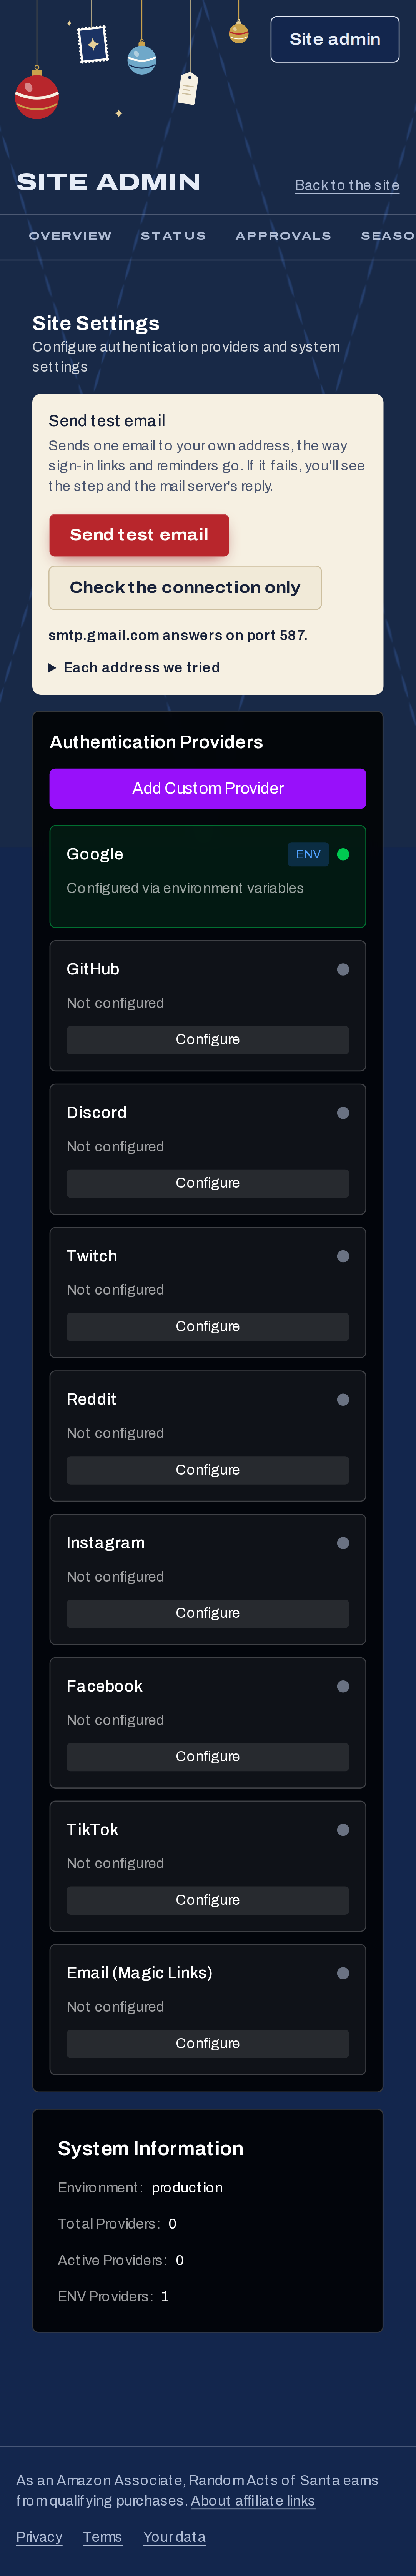 Site admin
SITE ADMIN
Back to the site
OVERVIEW STATUS APPROVALS SEASO
Site Settings
Configure authentication providers and system
settings
Send test email
Sends one email to your own address, the way
sign-in links and reminders go. If it fails, you'll see
the step and the mail server's reply.
Send test email
Check the connection only
smtp.gmail.com answers on port 587.
Each address we tried
Authentication Providers
Add Custom Provider
Google ENV
Configured via environment variables
GitHub
Not configured
Configure
Discord
Not configured
Configure
Twitch
Not configured
Configure
Reddit
Not configured
Configure
Instagram
Not configured
Configure
Facebook
Not configured
Configure
TikTok
Not configured
Configure
Email (Magic Links)
Not configured
Configure
System Information
Environment: production
Total Providers: 0
Active Providers: 0
ENV Providers: 1
As an Amazon Associate, Random Acts of Santa earns
from qualifying purchases. About affiliate links
Privacy Terms Your data